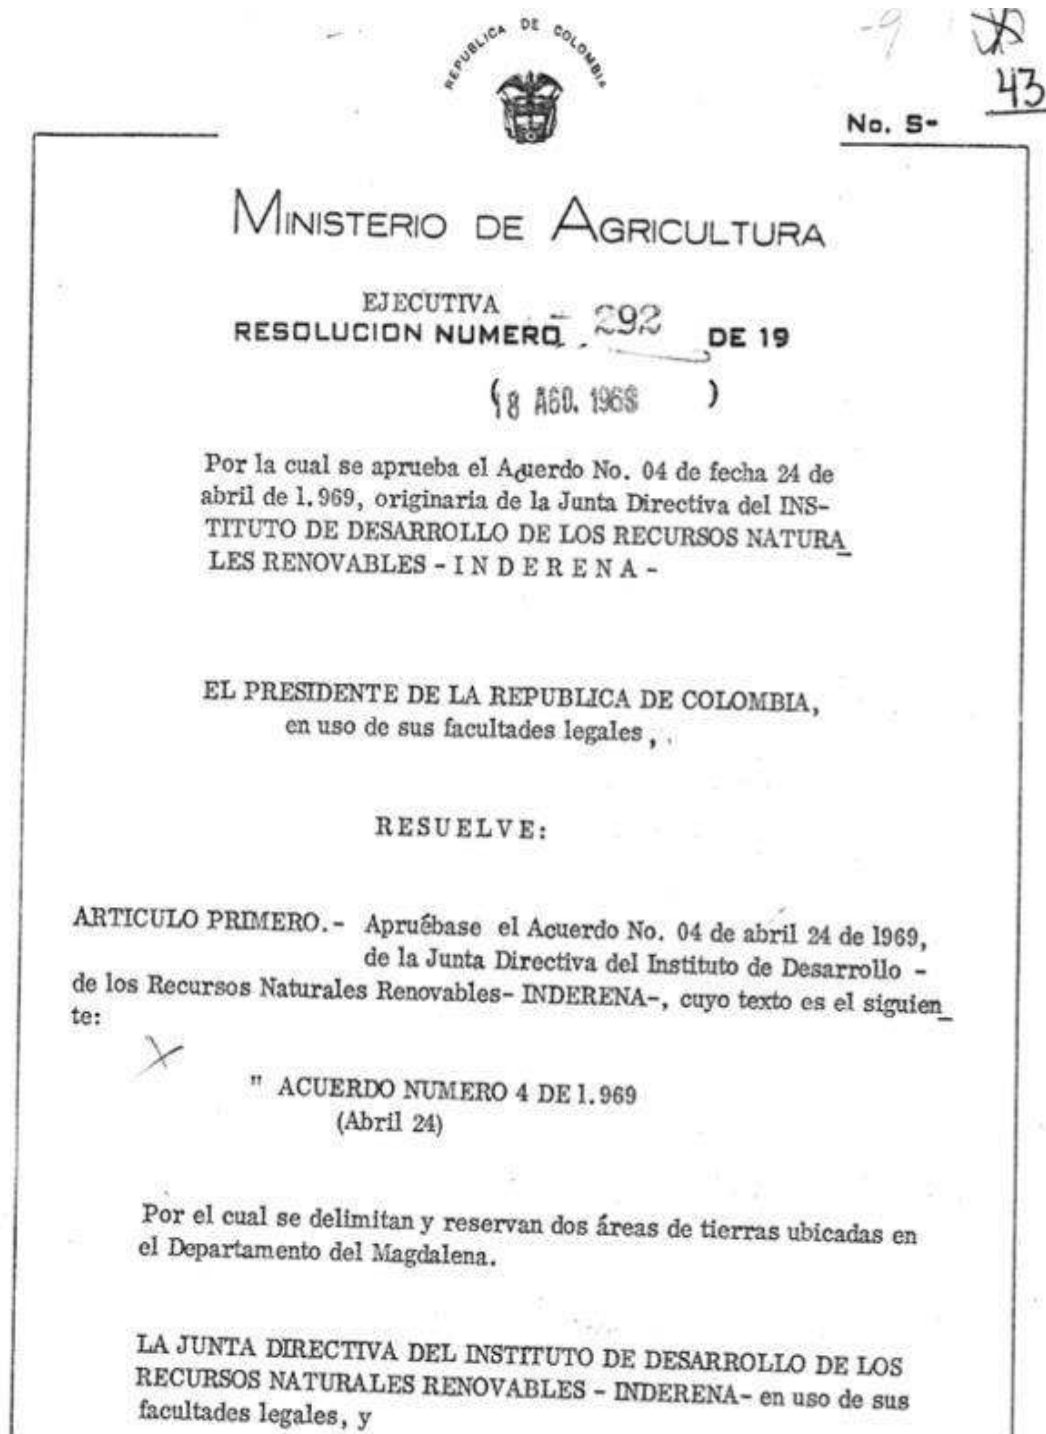 -9
43
REPUBLICA DE COLOMBIA
No. S-
MINISTERIO DE AGRICULTURA
EJECUTIVA
RESOLUCION NUMERO 292 DE 19
(18 AGO. 1969 )
Por la cual se aprueba el Acuerdo No. 04 de fecha 24 de
abril de 1.969, originaria de la Junta Directiva del INS-
TITUTO DE DESARROLLO DE LOS RECURSOS NATURA
LES RENOVABLES - I N D E R E N A -
EL PRESIDENTE DE LA REPUBLICA DE COLOMBIA,
en uso de sus facultades legales ,
RESUELVE:
ARTICULO PRIMERO.- Apruébase el Acuerdo No. 04 de abril 24 de 1969,
de la Junta Directiva del Instituto de Desarrollo -
de los Recursos Naturales Renovables- INDERENA-, cuyo texto es el siguien_
te:
" ACUERDO NUMERO 4 DE 1.969
(Abril 24)
Por el cual se delimitan y reservan dos áreas de tierras ubicadas en
el Departamento del Magdalena.
LA JUNTA DIRECTIVA DEL INSTITUTO DE DESARROLLO DE LOS
RECURSOS NATURALES RENOVABLES - INDERENA- en uso de sus
facultades legales, y